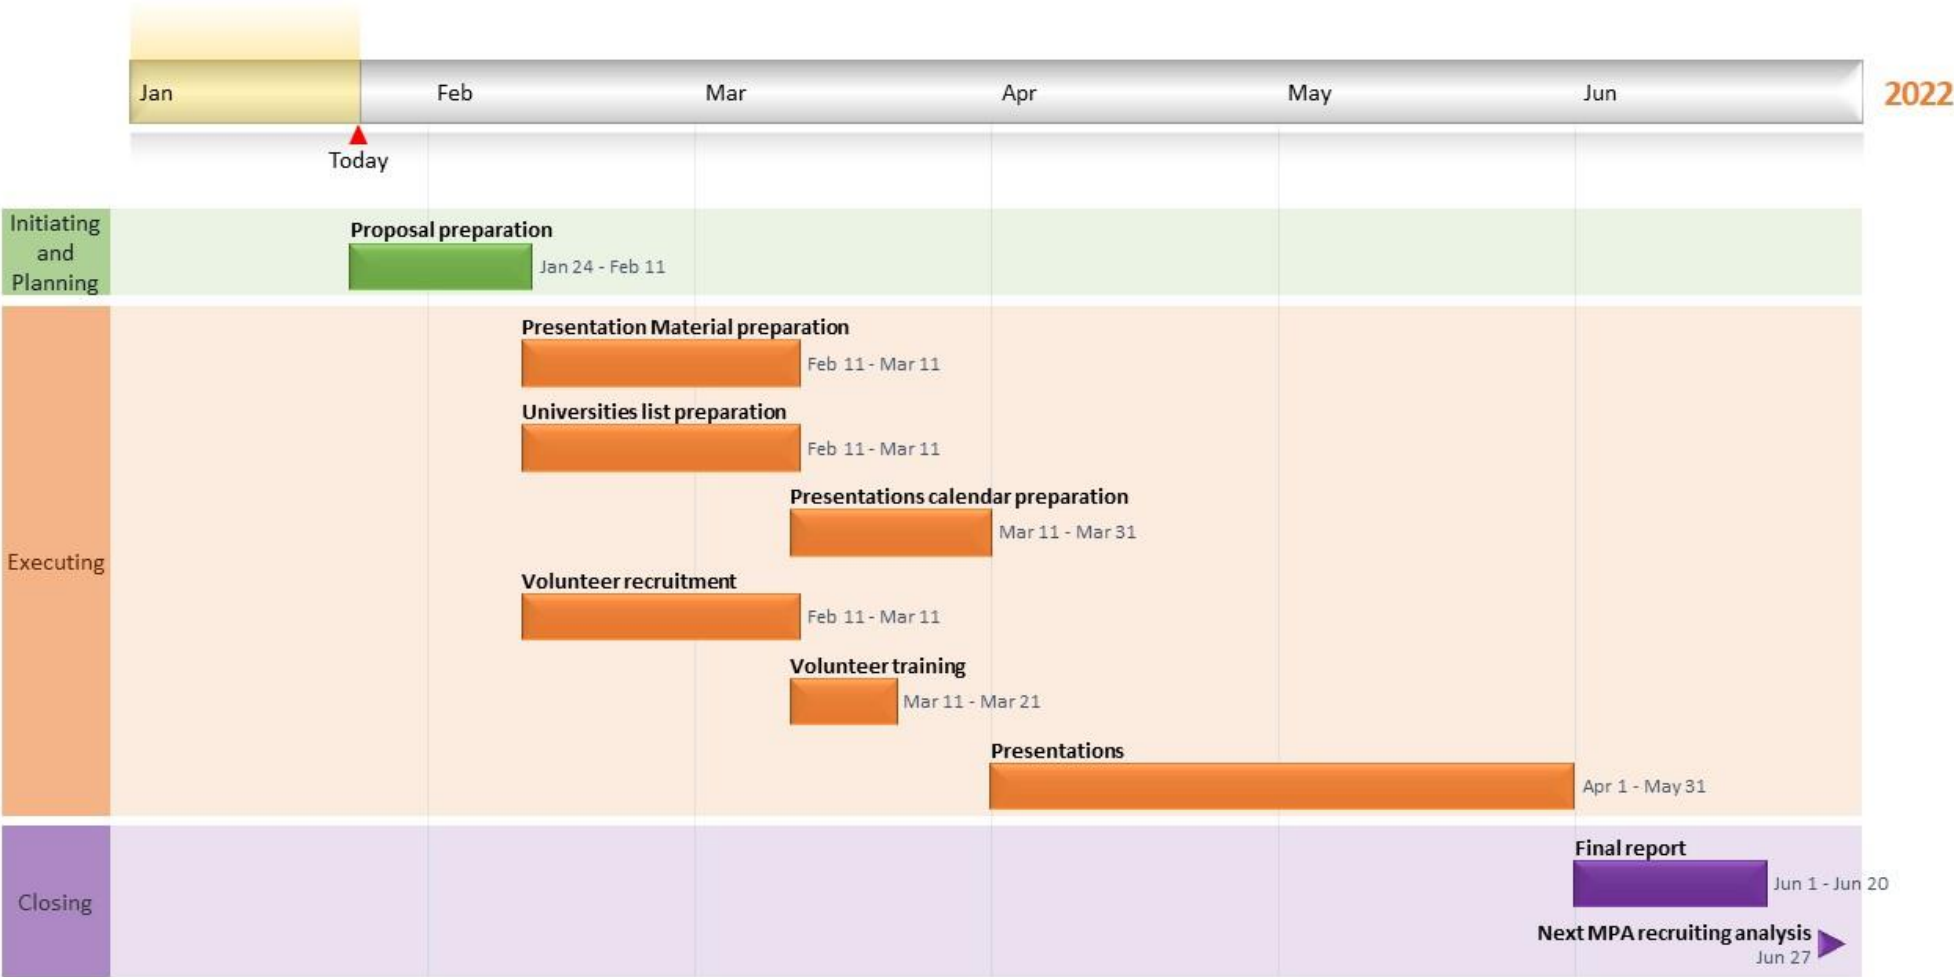 Jan Feb Mar Apr May Jun 2022
Today
Initiating
and
Planning
Proposal preparation
Jan 24 - Feb 11
Executing
Presentation Material preparation
Feb 11 - Mar 11
Universities list preparation
Feb 11 - Mar 11
Presentations calendar preparation
Mar 11 - Mar 31
Volunteer recruitment
Feb 11 - Mar 11
Volunteer training
Mar 11 - Mar 21
Presentations
Apr 1 - May 31
Closing
Final report
Jun 1 - Jun 20
Next MPA recruiting analysis
Jun 27